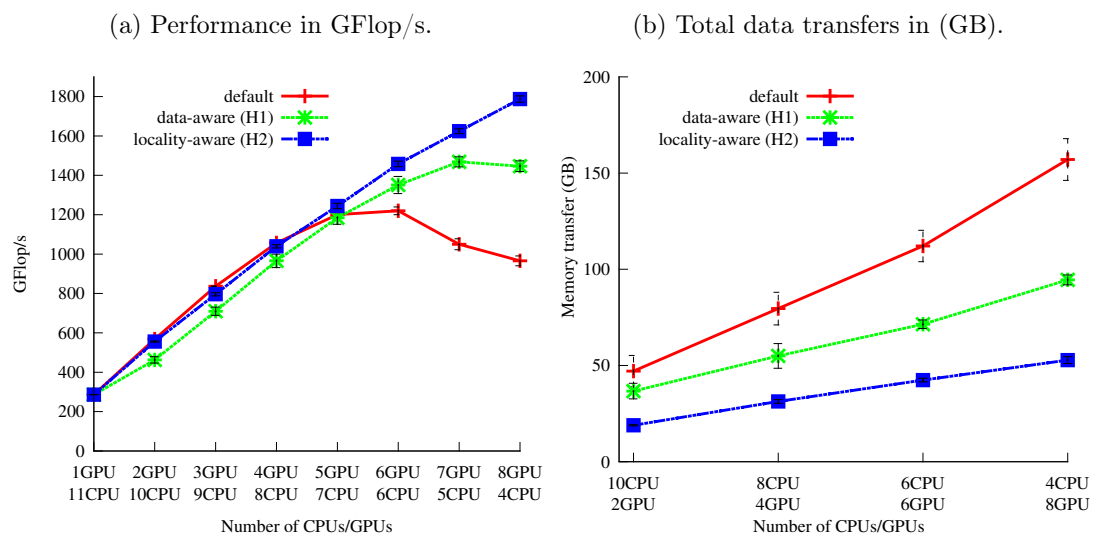 (a) Performance in GFlop/s.
1800
1600
1400
1200
1000
800
600
400
200
0
GFlop/s
default
data-aware (H1)
locality-aware (H2)
1GPU 2GPU 3GPU 4GPU 5GPU 6GPU 7GPU 8GPU
11CPU 10CPU 9CPU 8CPU 7CPU 6CPU 5CPU 4CPU
Number of CPUs/GPUs
(b) Total data transfers in (GB).
200
150
100
50
0
Memory transfer (GB)
default
data-aware (H1)
locality-aware (H2)
10CPU 8CPU 6CPU 4CPU
2GPU 4GPU 6GPU 8GPU
Number of CPUs/GPUs